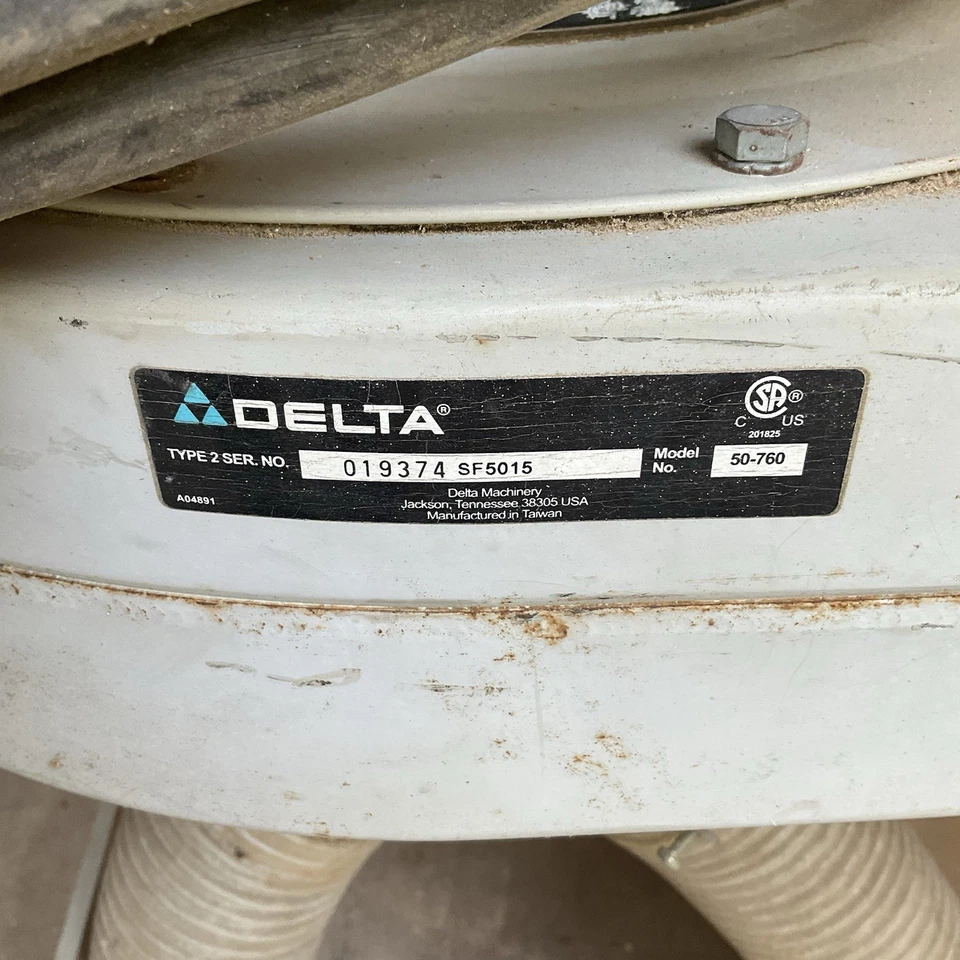 DELTA®
SA ®
C US
201825
TYPE 2 SER. NO. 019374 SF5015 Model No. 50-760
A04891
Delta Machinery
Jackson, Tennessee 38305 USA
Manufactured in Taiwan